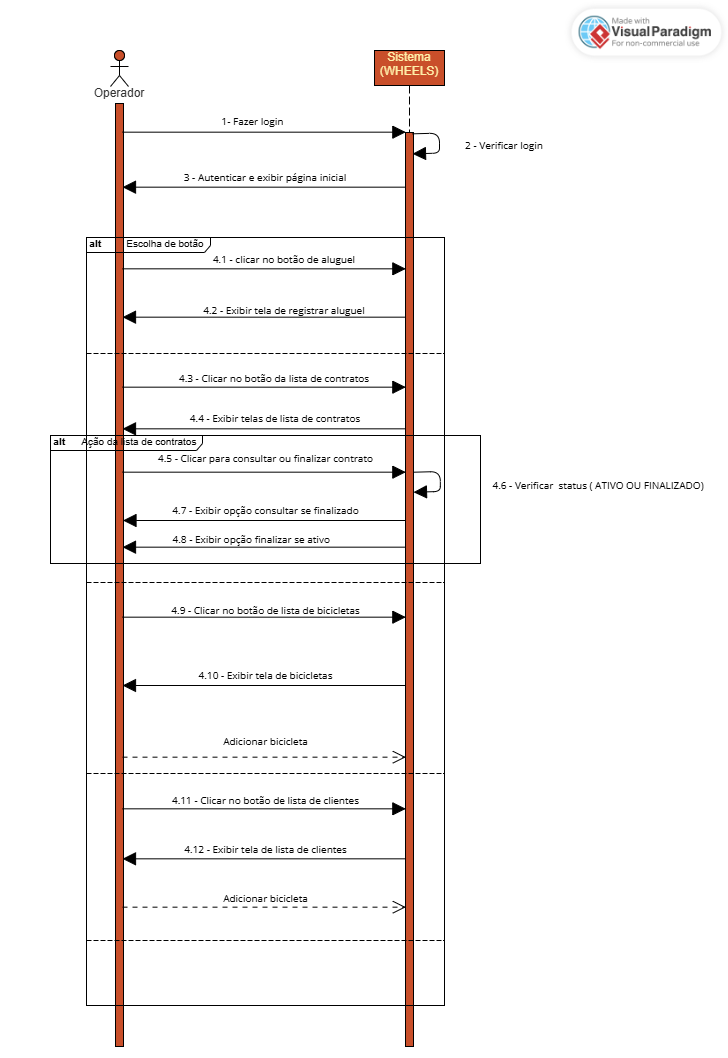 Made with
Visual Paradigm
For non-commercial use
Operador
Sistema
(WHEELS)
1- Fazer login
2 - Verificar login
3 - Autenticar e exibir página inicial
alt Escolha de botão
4.1 - clicar no botão de aluguel
4.2 - Exibir tela de registrar aluguel
4.3 - Clicar no botão da lista de contratos
4.4 - Exibir telas de lista de contratos
alt Ação da lista de contratos
4.5 - Clicar para consultar ou finalizar contrato
4.6 - Verificar status ( ATIVO OU FINALIZADO)
4.7 - Exibir opção consultar se finalizado
4.8 - Exibir opção finalizar se ativo
4.9 - Clicar no botão de lista de bicicletas
4.10 - Exibir tela de bicicletas
Adicionar bicicleta
4.11 - Clicar no botão de lista de clientes
4.12 - Exibir tela de lista de clientes
Adicionar bicicleta